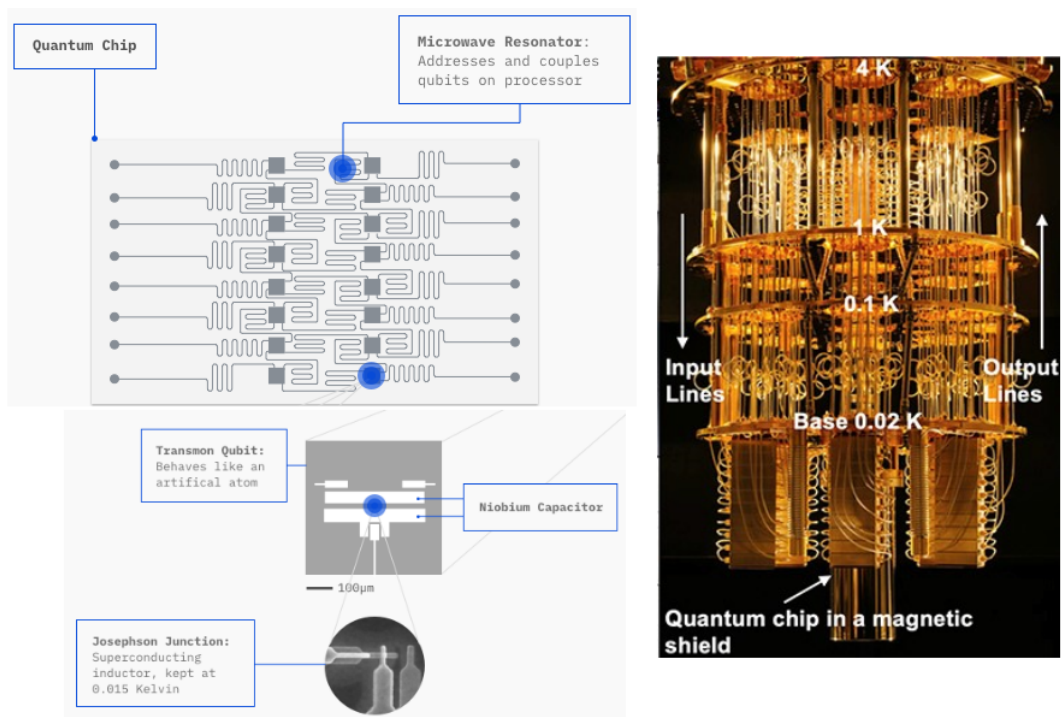 Quantum Chip
Microwave Resonator:
Addresses and couples
qubits on processor
Transmon Qubit:
Behaves like an
artifical atom
Niobium Capacitor
100μm
Josephson Junction:
Superconducting
inductor, kept at
0.015 Kelvin
4 K
1 K
0.1 K
Input
Lines
Output
Lines
Base 0.02 K
Quantum chip in a magnetic
shield